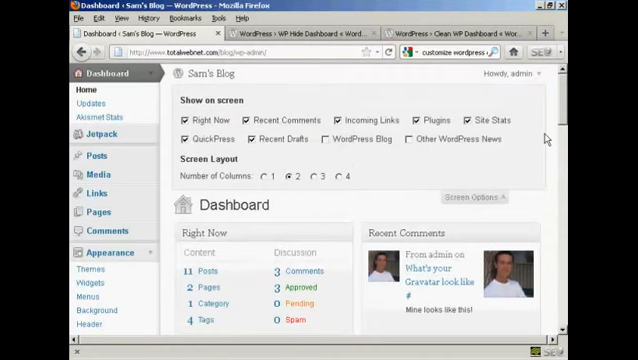 Dashboard ‹ Sam's Blog — WordPress - Mozilla Firefox
File Edit View History Bookmarks Tools Help
Dashboard ‹ Sam's Blog — WordPress
WordPress › WP Hide Dashboard « WordPr...
WordPress › Clean WP Dashboard « WordPr...
http://www.totalwebnet.com/blog/wp-admin/
customize wordpress
SEO
Dashboard
Sam's Blog
Howdy, admin
Home
Updates
Akismet Stats
Jetpack
Posts
Media
Links
Pages
Comments
Appearance
Themes
Widgets
Menus
Background
Header
Show on screen
Right Now Recent Comments Incoming Links Plugins Site Stats
QuickPress Recent Drafts WordPress Blog Other WordPress News
Screen Layout
Number of Columns: 1 2 3 4
Screen Options
Dashboard
Right Now
Content Discussion
11 Posts 3 Comments
2 Pages 3 Approved
1 Category 0 Pending
4 Tags 0 Spam
Recent Comments
From admin on
What's your
Gravatar look like
#
Mine looks like this!
SEO